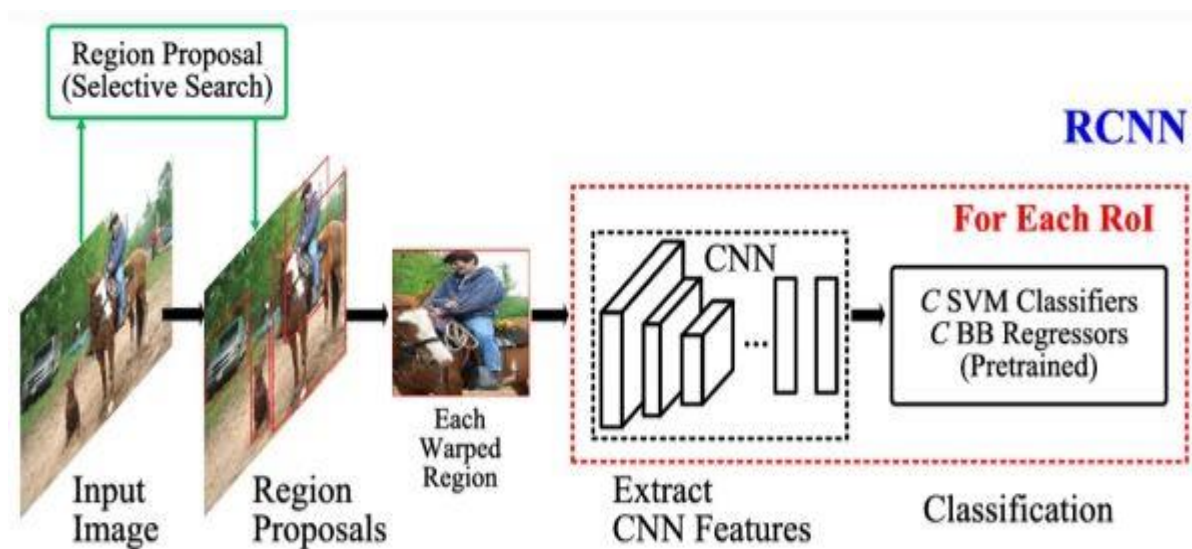 Region Proposal
(Selective Search)
RCNN
For Each RoI
CNN
...
C SVM Classifiers
C BB Regressors
(Pretrained)
Each
Warped
Region
Input
Image
Region
Proposals
Extract
CNN Features
Classification